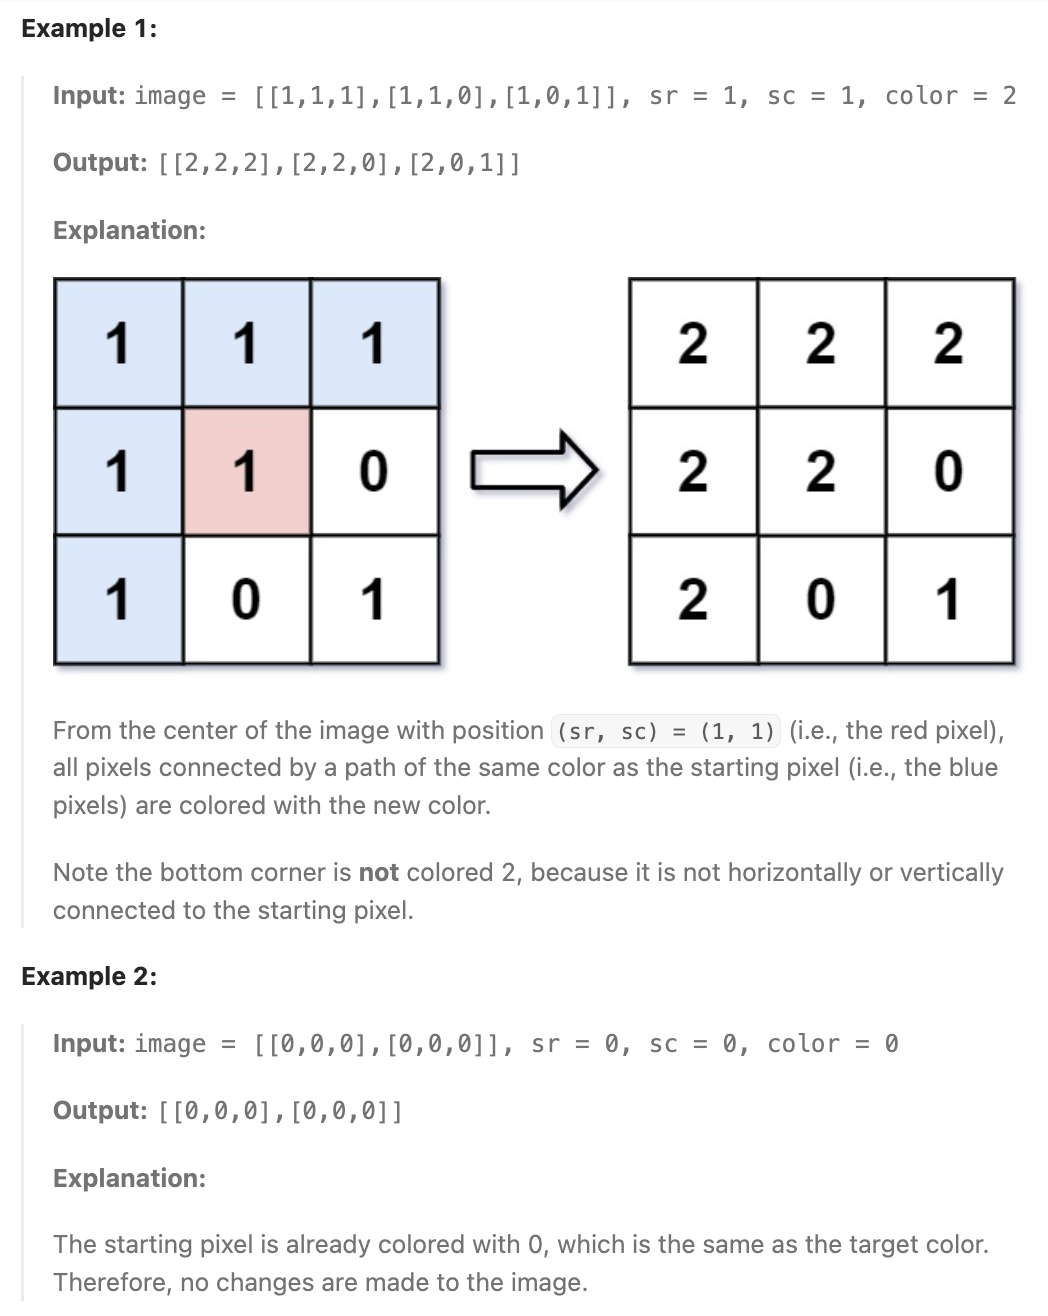 Example 1:
Input: image = [[1,1,1],[1,1,0],[1,0,1]], sr = 1, sc = 1, color = 2
Output: [[2,2,2],[2,2,0],[2,0,1]]
Explanation:
1 1 1 2 2 2
1 1 0 2 2 0
1 0 1 2 0 1
From the center of the image with position (sr, sc) = (1, 1) (i.e., the red pixel),
all pixels connected by a path of the same color as the starting pixel (i.e., the blue
pixels) are colored with the new color.
Note the bottom corner is not colored 2, because it is not horizontally or vertically
connected to the starting pixel.
Example 2:
Input: image = [[0,0,0],[0,0,0]], sr = 0, sc = 0, color = 0
Output: [[0,0,0],[0,0,0]]
Explanation:
The starting pixel is already colored with 0, which is the same as the target color.
Therefore, no changes are made to the image.